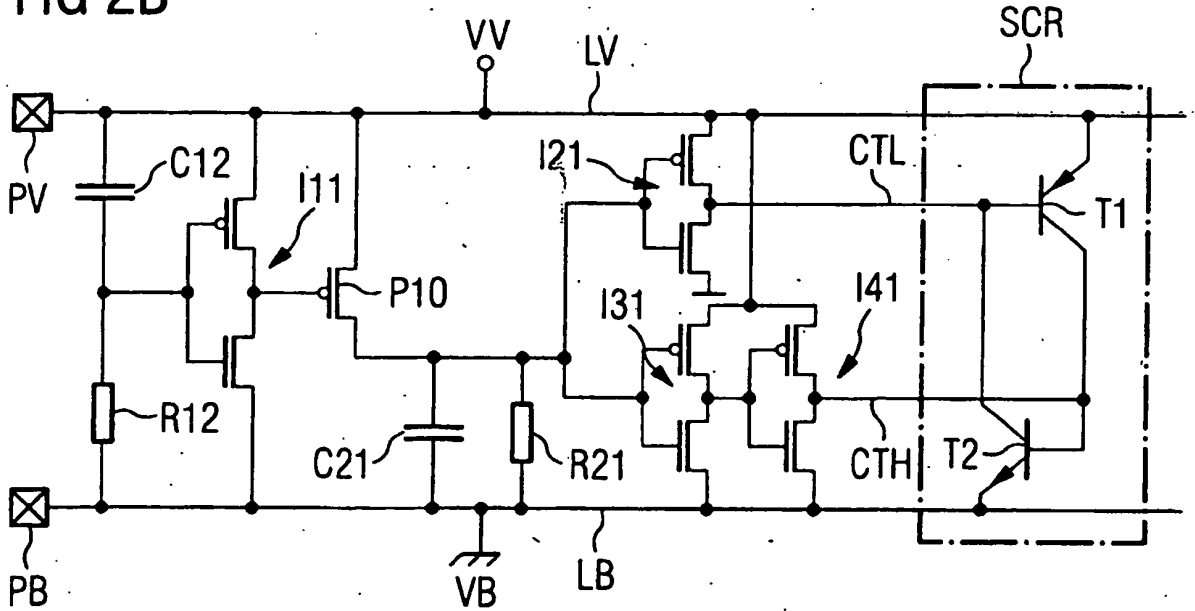 FIG 2B
SCR
VV
LV
PV
C12
I11
I21
CTL
T1
P10
I31
I41
R12
C21
R21
CTH
T2
PB
VB
LB